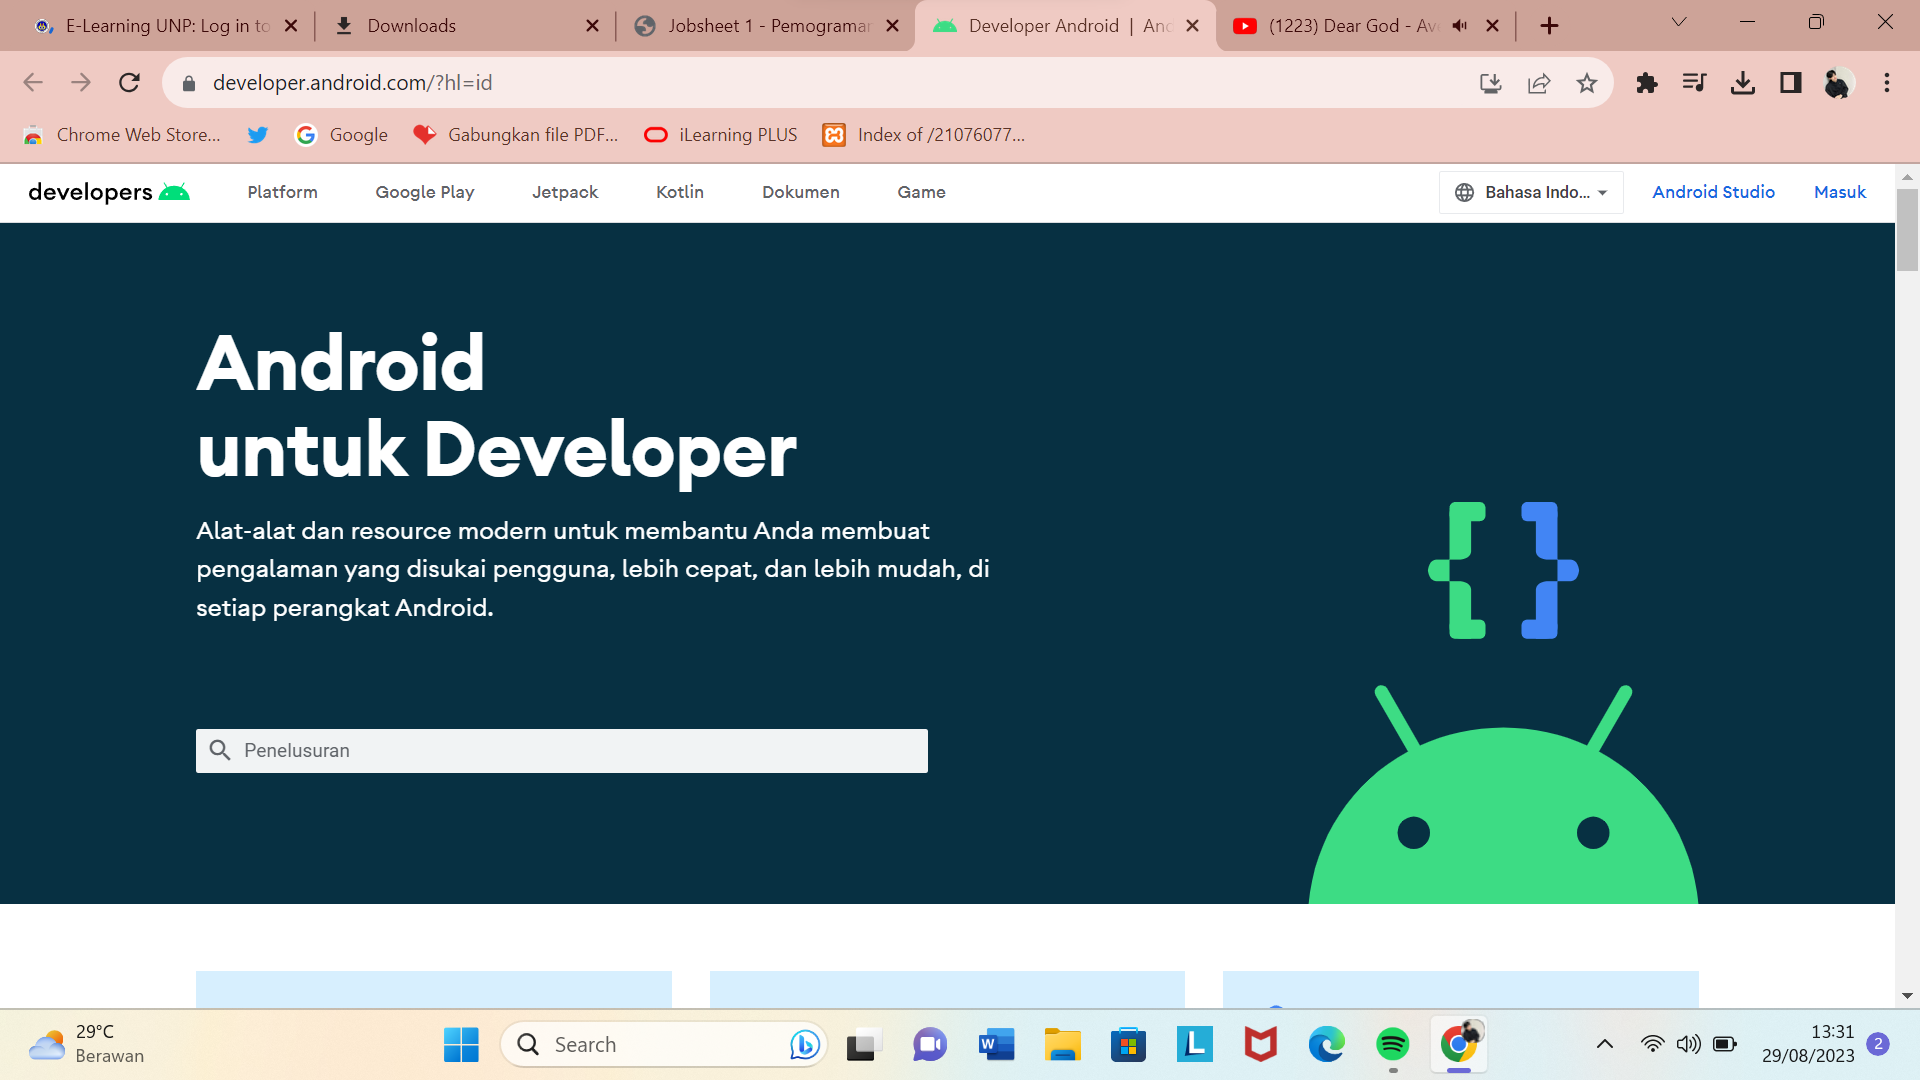 E-Learning UNP: Log in to
Downloads
Jobsheet 1 - Pemograman
Developer Android | And
(1223) Dear God - Ave
developer.android.com/?hl=id
Chrome Web Store...
Google
Gabungkan file PDF...
iLearning PLUS
Index of /21076077...
developers
Platform
Google Play
Jetpack
Kotlin
Dokumen
Game
Bahasa Indo...
Android Studio
Masuk
Android
untuk Developer
Alat-alat dan resource modern untuk membantu Anda membuat
pengalaman yang disukai pengguna, lebih cepat, dan lebih mudah, di
setiap perangkat Android.
Penelusuran
29°C
Berawan
Search
13:31
29/08/2023
2